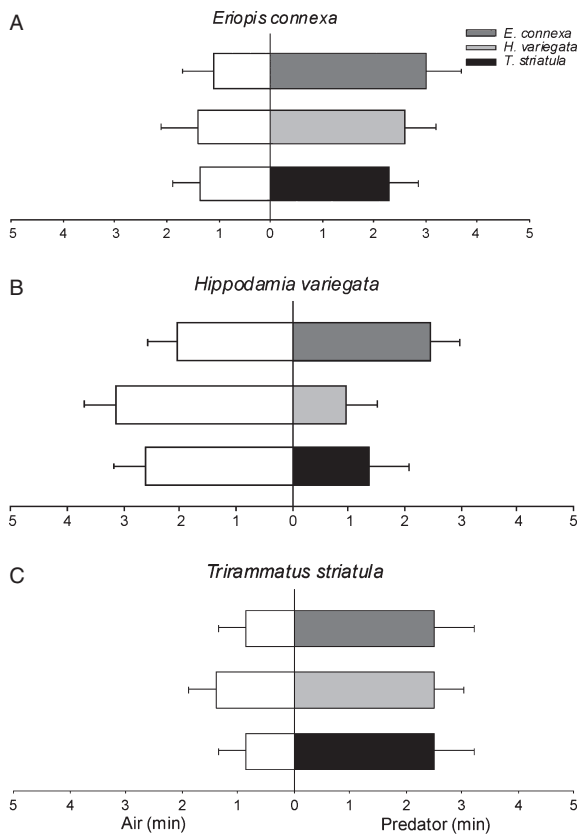 A
Eriopis connexa
E. connexa
H. variegata
T. striatula
5 4 3 2 1 0 1 2 3 4 5
B
Hippodamia variegata
5 4 3 2 1 0 1 2 3 4 5
C
Trirammatus striatula
5 4 3 2 1 0 1 2 3 4 5
Air (min) Predator (min)